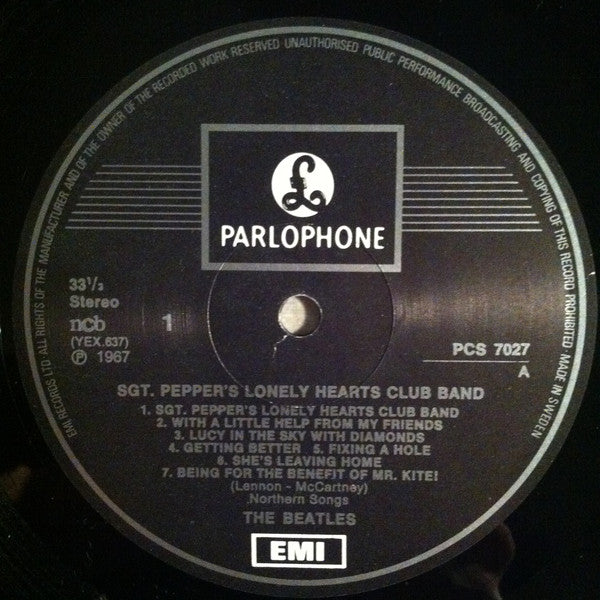 EMI RECORDS LTD · ALL RIGHTS OF THE MANUFACTURER AND OF THE OWNER OF THE RECORDED WORK RESERVED UNAUTHORISED PUBLIC PERFORMANCE BROADCASTING AND COPYING OF THIS RECORD PROHIBITED MADE IN SWEDEN
£
PARLOPHONE
33 1/3
Stereo
ncb 1
(YEX.637)
℗ 1967
PCS 7027
A
SGT. PEPPER'S LONELY HEARTS CLUB BAND
1. SGT. PEPPER'S LONELY HEARTS CLUB BAND
2. WITH A LITTLE HELP FROM MY FRIENDS
3. LUCY IN THE SKY WITH DIAMONDS
4. GETTING BETTER 5. FIXING A HOLE
6. SHE'S LEAVING HOME
7. BEING FOR THE BENEFIT OF MR. KITE!
(Lennon - McCartney)
Northern Songs
THE BEATLES
EMI